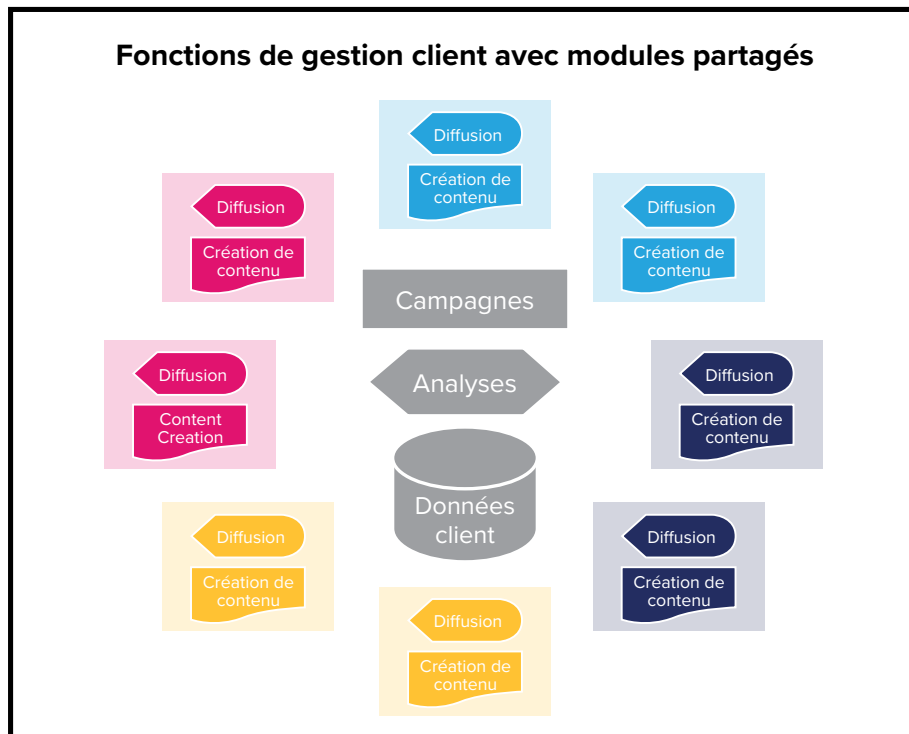 Fonctions de gestion client avec modules partagés
Diffusion
Création de
contenu
Diffusion
Création de
contenu
Diffusion
Création de
contenu
Campagnes
Diffusion
Content
Creation
Analyses
Diffusion
Création de
contenu
Données
client
Diffusion
Création de
contenu
Diffusion
Création de
contenu
Diffusion
Création de
contenu